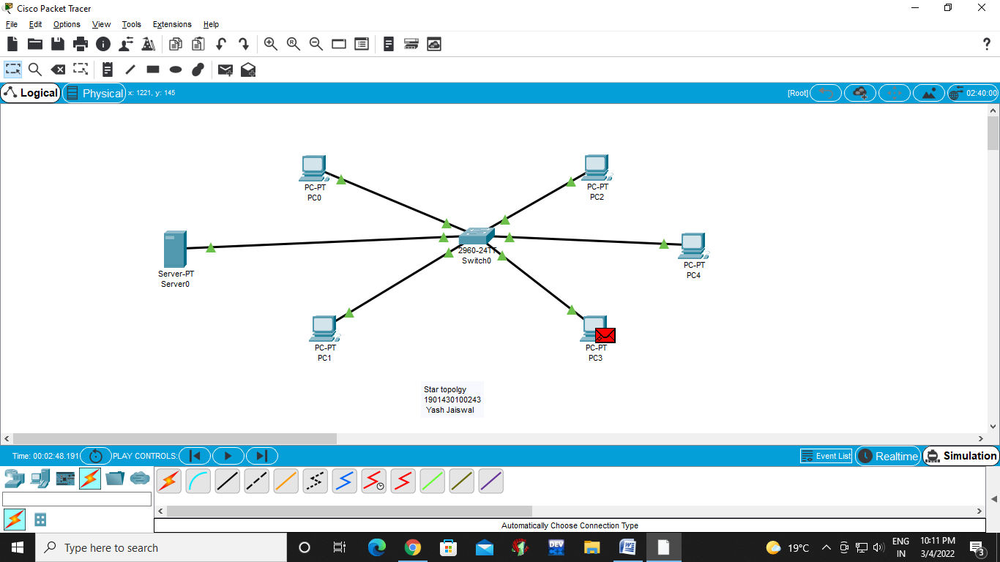 Cisco Packet Tracer
File Edit Options View Tools Extensions Help
Logical Physical x: 1221, y: 145 [Root] 02:40:00
PC-PT
PC0
PC-PT
PC2
Server-PT
Server0
2960-24TT
Switch0
PC-PT
PC4
PC-PT
PC1
PC-PT
PC3
Star topolgy
1901430100243
Yash Jaiswal
Time: 00:02:48.191 PLAY CONTROLS: Event List Realtime Simulation
Automatically Choose Connection Type
Type here to search
DEV
19°C
ENG
IN
10:11 PM
3/4/2022
3